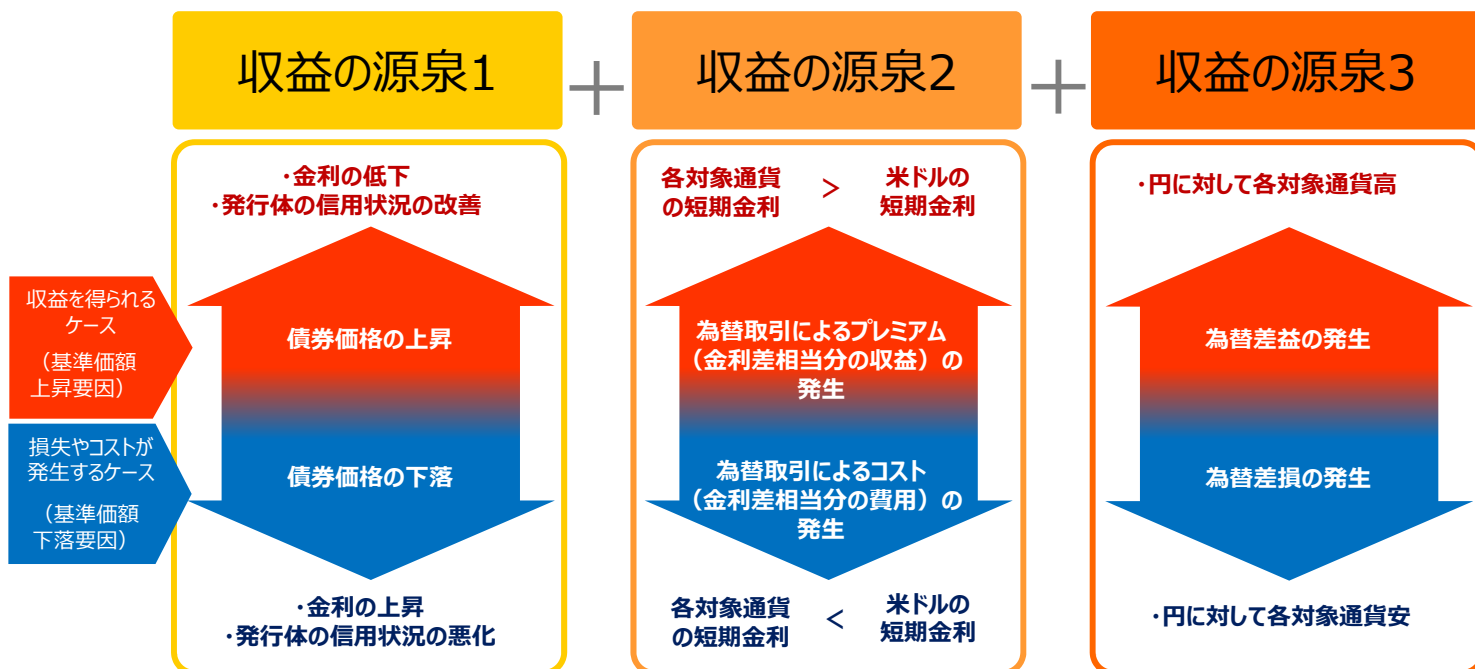 収益の源泉1
＋
収益の源泉2
＋
収益の源泉3
・金利の低下
・発行体の信用状況の改善
各対象通貨
の短期金利
＞
米ドルの
短期金利
・円に対して各対象通貨高
収益を得られる
ケース
（基準価額
上昇要因）
債券価格の上昇
為替取引によるプレミアム
（金利差相当分の収益）の
発生
為替差益の発生
損失やコストが
発生するケース
（基準価額
下落要因）
債券価格の下落
為替取引によるコスト
（金利差相当分の費用）の
発生
為替差損の発生
・金利の上昇
・発行体の信用状況の悪化
各対象通貨
の短期金利
＜
米ドルの
短期金利
・円に対して各対象通貨安